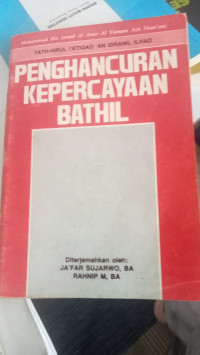 Muhammad Bin Ismail Al Amir Al Yamani Ash Shan'ani
TATH-HIRUL I'TIQAD 'AN IDRANIL ILHAD
PENGHANCURAN
KEPERCAYAAN
BATHIL
Diterjemahkan oleh:
JA'FAR SUJARWO, BA
RAHNIP M, BA